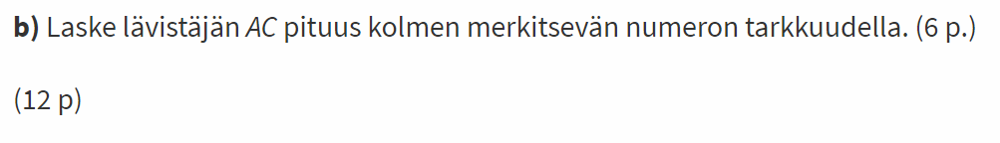 b) Laske lävistäjän AC pituus kolmen merkitsevän numeron tarkkuudella. (6 p.)
(12 p)